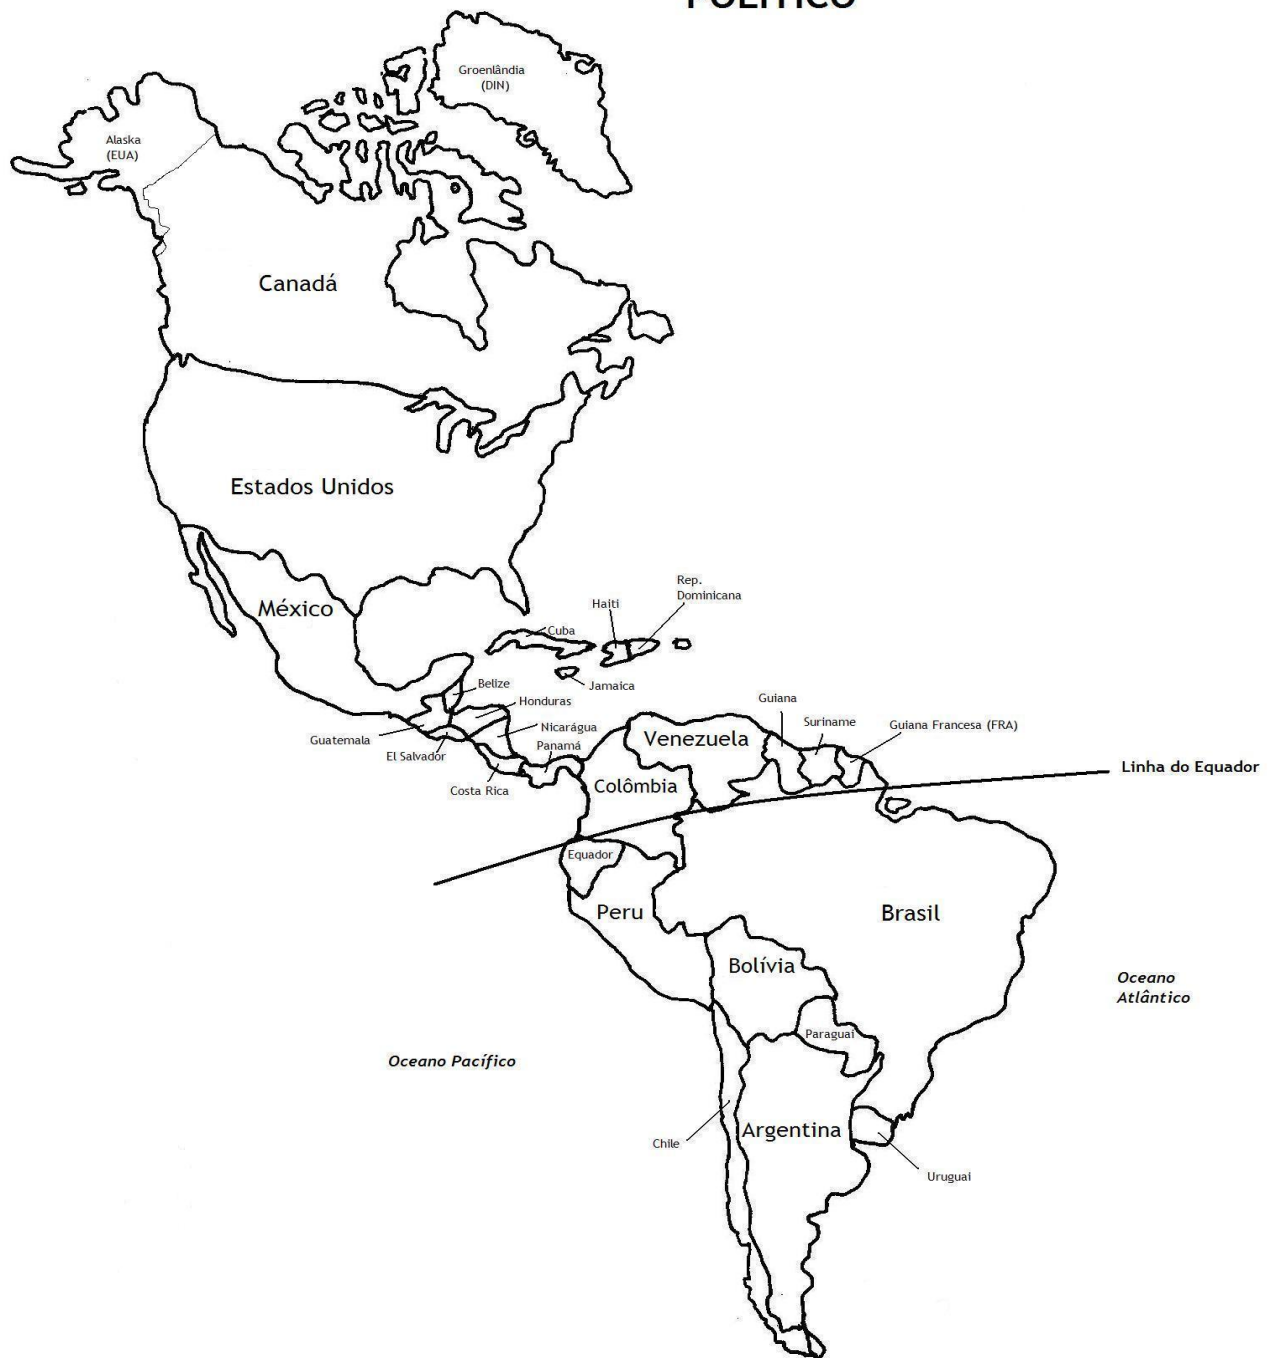 POLÍTICO
Groenlândia
(DIN)
Alaska
(EUA)
Canadá
Estados Unidos
México
Rep.
Dominicana
Haiti
Cuba
Jamaica
Belize
Honduras
Guatemala
El Salvador
Nicarágua
Panamá
Costa Rica
Venezuela
Colômbia
Guiana
Suriname
Guiana Francesa (FRA)
Linha do Equador
Equador
Peru
Brasil
Bolívia
Oceano
Atlântico
Paraguai
Oceano Pacífico
Argentina
Chile
Uruguai